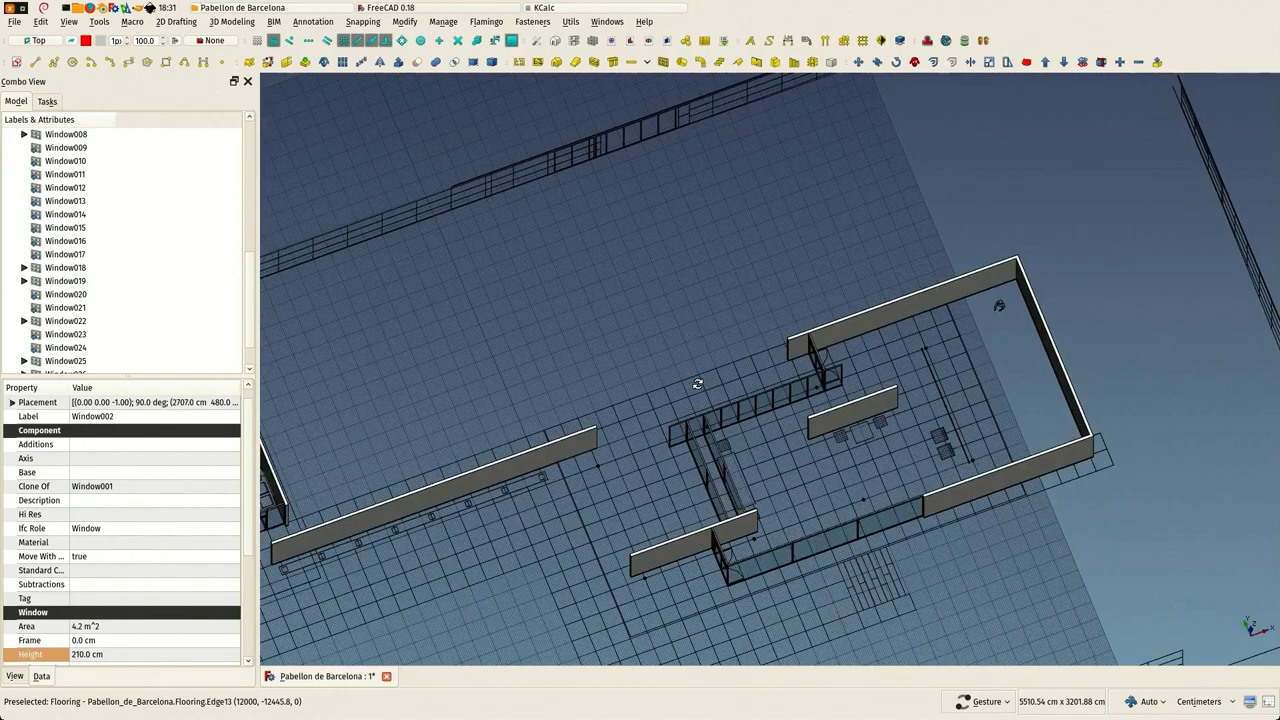 18:31 Pabellon de Barcelona FreeCAD 0.18 KCalc
File Edit View Tools Macro 2D Drafting 3D Modeling BIM Annotation Snapping Modify Manage Flamingo Fasteners Utils Windows Help
Top 1px 100.0 None
Combo View
Model Tasks
Labels & Attributes
Window008
Window009
Window010
Window011
Window012
Window013
Window014
Window015
Window016
Window017
Window018
Window019
Window020
Window021
Window022
Window023
Window024
Window025
Property Value
Placement [(0.00 0.00 -1.00); 90.0 deg; (2707.0 cm 480.0 ...
Label Window002
Component
Additions
Axis
Base
Clone Of Window001
Description
Hi Res
Ifc Role Window
Material
Move With ... true
Standard C...
Subtractions
Tag
Window
Area 4.2 m^2
Frame 0.0 cm
Height 210.0 cm
View Data
Pabellon de Barcelona : 1*
Preselected: Flooring - Pabellon_de_Barcelona.Flooring.Edge13 (12000, -12445.8, 0) Gesture 5510.54 cm x 3201.88 cm Auto Centimeters